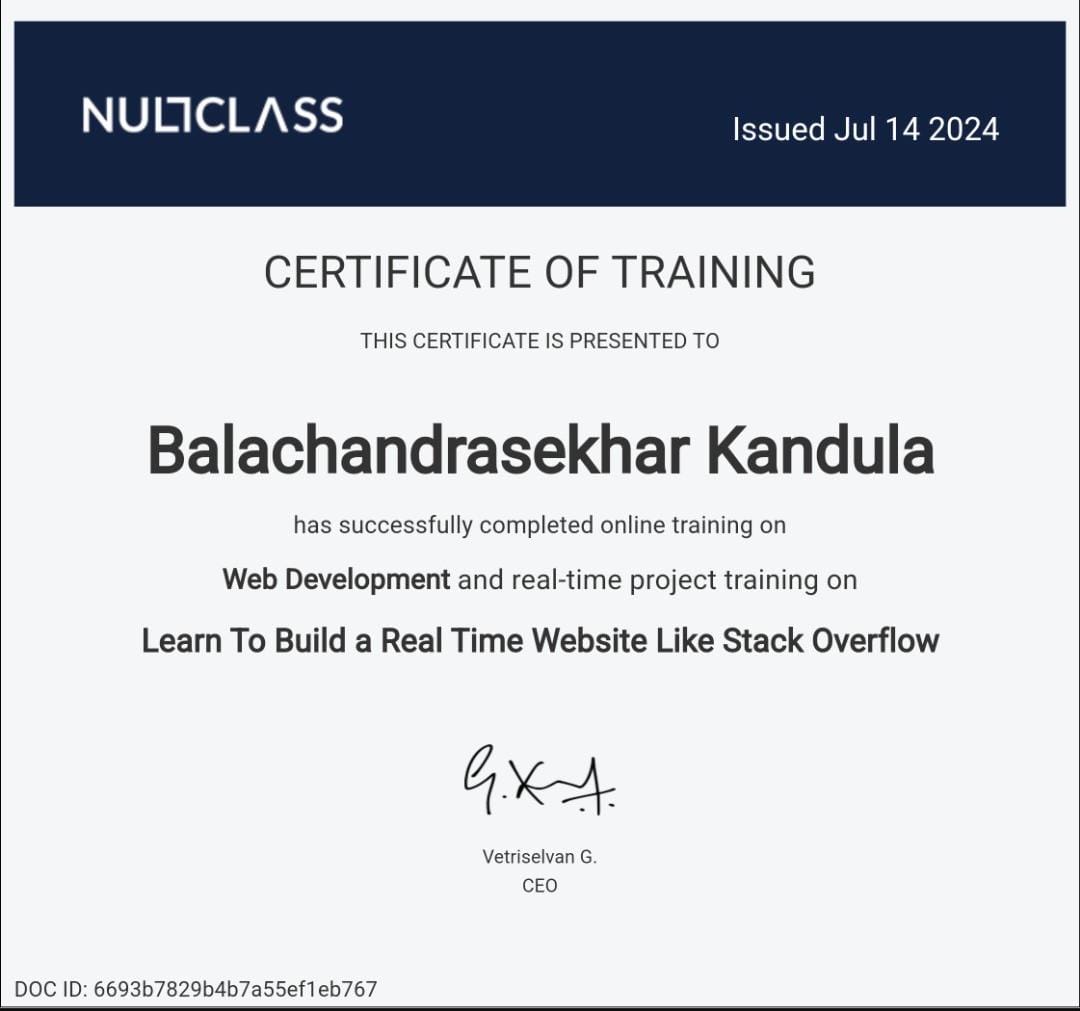 NULLCLASS
Issued Jul 14 2024
CERTIFICATE OF TRAINING
THIS CERTIFICATE IS PRESENTED TO
Balachandrasekhar Kandula
has successfully completed online training on
Web Development and real-time project training on
Learn To Build a Real Time Website Like Stack Overflow
Vetriselvan G.
CEO
DOC ID: 6693b7829b4b7a55ef1eb767